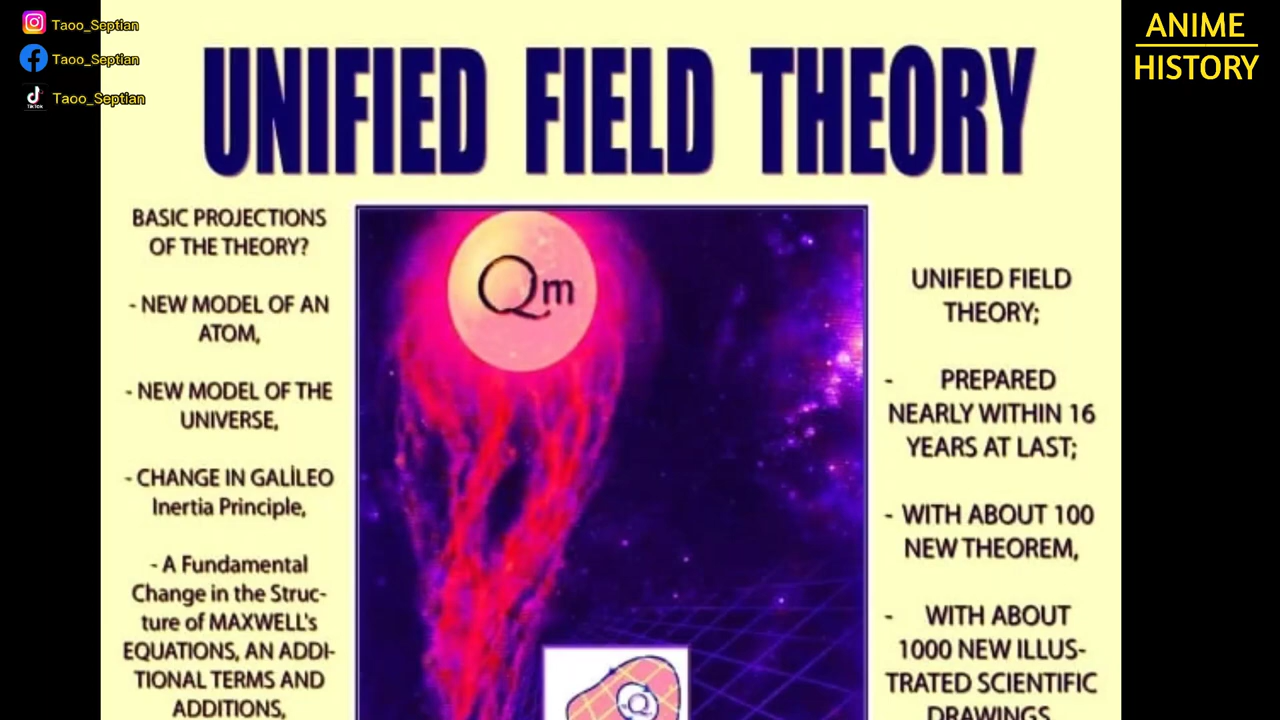 Taoo_Septian
Taoo_Septian
Taoo_Septian
ANIME
HISTORY
UNIFIED FIELD THEORY
BASIC PROJECTIONS
OF THE THEORY?
- NEW MODEL OF AN
ATOM,
- NEW MODEL OF THE
UNIVERSE,
- CHANGE IN GALİLEO
Inertia Principle,
- A Fundamental
Change in the Struc-
ture of MAXWELL's
EQUATIONS, AN ADDI-
TIONAL TERMS AND
ADDITIONS,
Qm
Q
UNIFIED FIELD
THEORY;
- PREPARED
NEARLY WITHIN 16
YEARS AT LAST;
- WITH ABOUT 100
NEW THEOREM,
- WITH ABOUT
1000 NEW ILLUS-
TRATED SCIENTIFIC
DRAWINGS